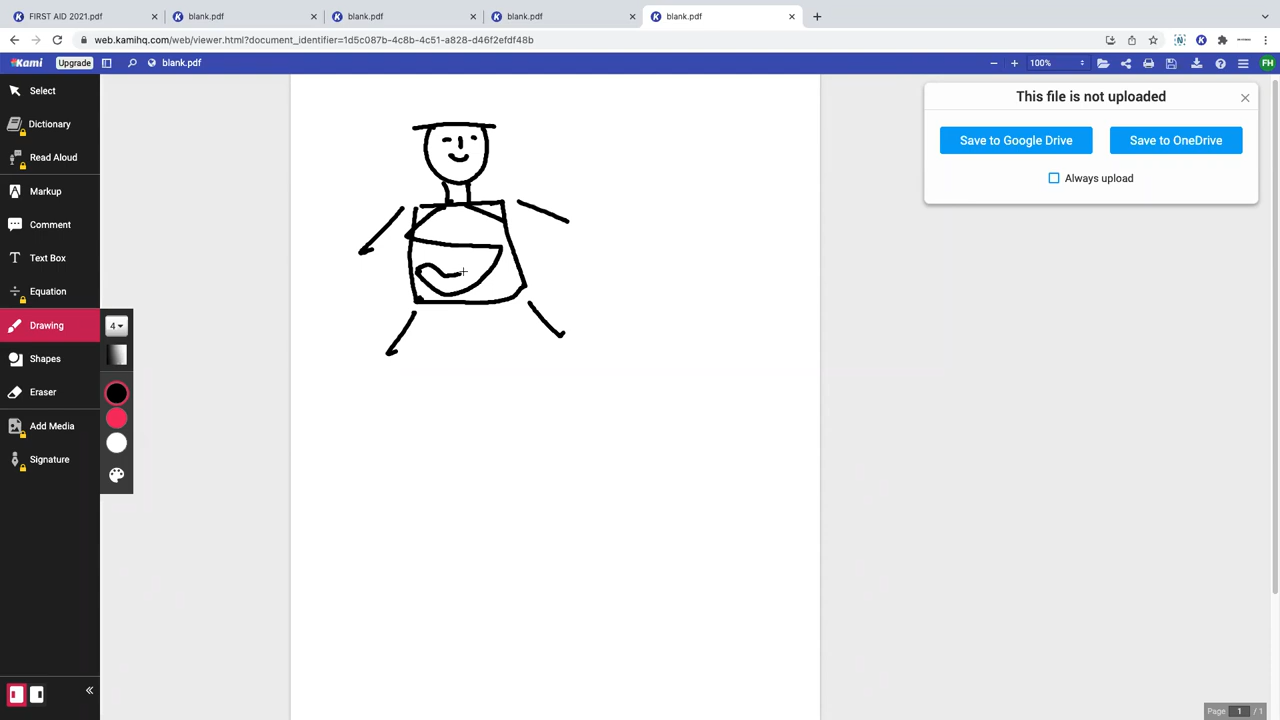 FIRST AID 2021.pdf
blank.pdf
blank.pdf
blank.pdf
blank.pdf
web.kamihq.com/web/viewer.html?document_identifier=1d5c087b-4c8b-4c51-a828-d46f2efdf48b
Kami
Upgrade
blank.pdf
100%
FH
Select
Dictionary
Read Aloud
Markup
Comment
Text Box
Equation
Drawing
Shapes
Eraser
Add Media
Signature
4
This file is not uploaded
Save to Google Drive
Save to OneDrive
Always upload
Page 1 / 1